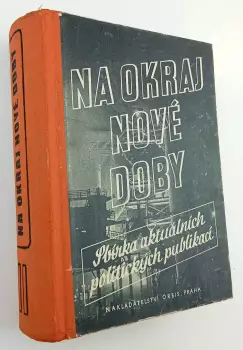 NA OKRAJ
NOVÉ
DOBY
Sbírka aktuálních
politických publikací
NAKLADATELSTVÍ ORBIS PRAHA
NA OKRAJ NOVÉ DOBY